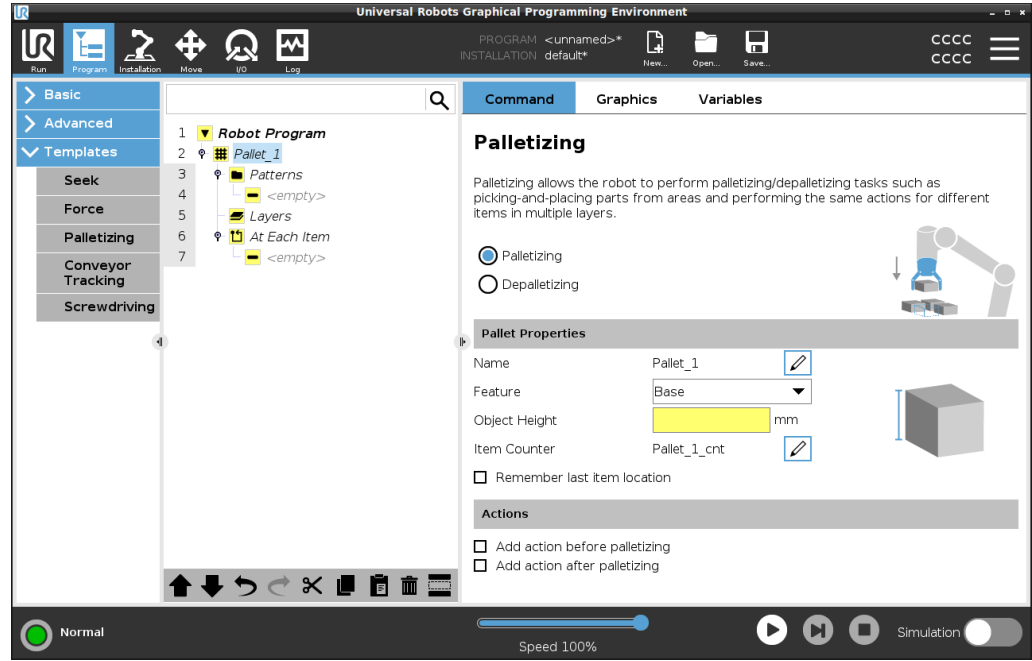 Universal Robots Graphical Programming Environment
UR
Run
Program
Installation
Move
I/O
Log
PROGRAM <unnamed>*
INSTALLATION default*
New...
Open...
Save...
CCCC
CCCC
Basic
Advanced
Templates
Seek
Force
Palletizing
Conveyor
Tracking
Screwdriving
1 Robot Program
2 Pallet_1
3 Patterns
4 <empty>
5 Layers
6 At Each Item
7 <empty>
Command Graphics Variables
Palletizing
Palletizing allows the robot to perform palletizing/depalletizing tasks such as
picking-and-placing parts from areas and performing the same actions for different
items in multiple layers.
Palletizing
Depalletizing
Pallet Properties
Name Pallet_1
Feature Base
Object Height mm
Item Counter Pallet_1_cnt
Remember last item location
Actions
Add action before palletizing
Add action after palletizing
Normal
Speed 100%
Simulation